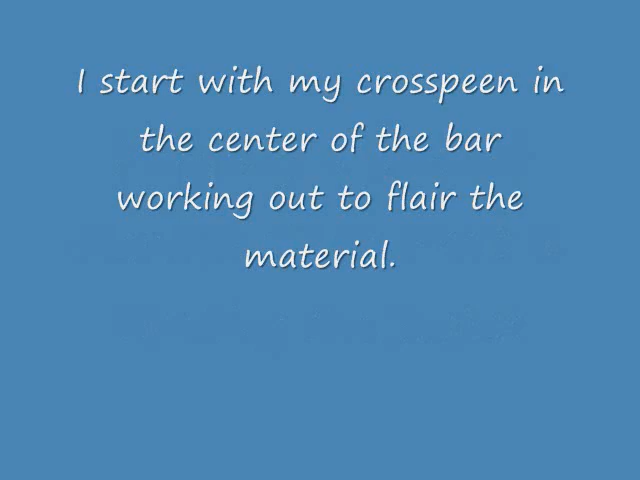 I start with my crosspeen in
the center of the bar
working out to flair the
material.